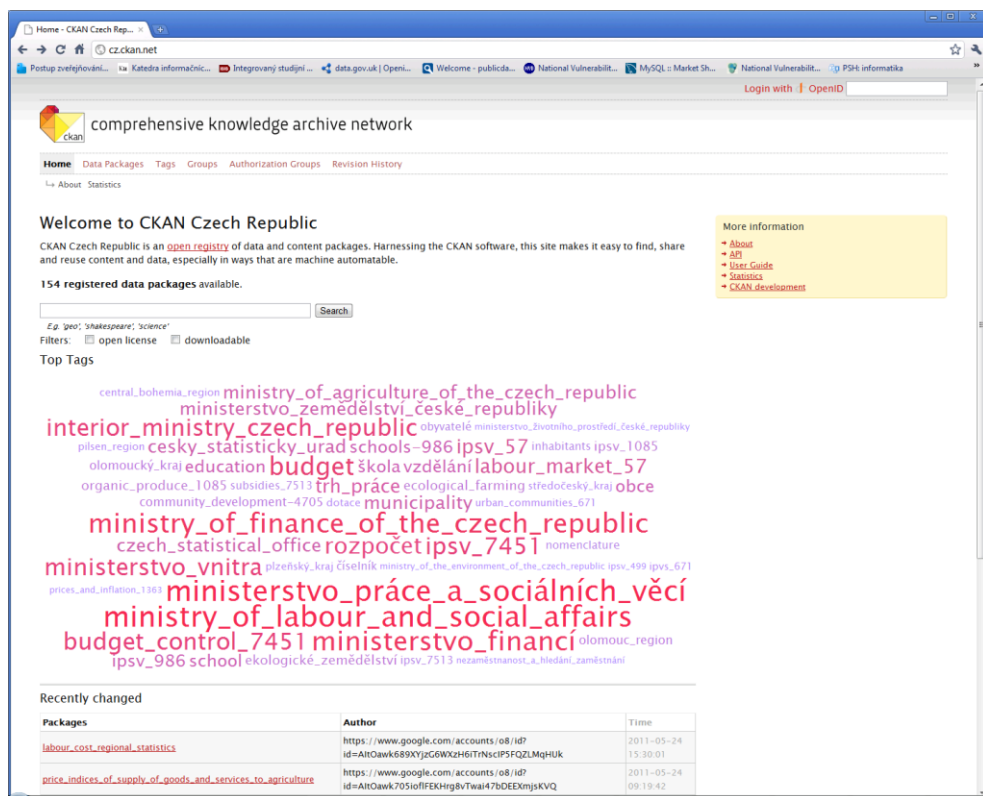 Home - CKAN Czech Rep...
cz.ckan.net
Postup zveřejňování... Katedra informačníc... Integrovaný studijní ... data.gov.uk | Openi... Welcome - publicda... National Vulnerabilit... MySQL :: Market Sh... National Vulnerabilit... PSH: informatika »
Login with OpenID
ckan comprehensive knowledge archive network
Home Data Packages Tags Groups Authorization Groups Revision History
About Statistics
Welcome to CKAN Czech Republic
CKAN Czech Republic is an open registry of data and content packages. Harnessing the CKAN software, this site makes it easy to find, share
and reuse content and data, especially in ways that are machine automatable.
154 registered data packages available.
Search
E.g. 'geo', 'shakespeare', 'science'
Filters: open license downloadable
Top Tags
central_bohemia_region ministry_of_agriculture_of_the_czech_republic
ministerstvo_zemědělství_české_republiky
interior_ministry_czech_republic obyvatelé ministerstvo_životního_prostředí_české_republiky
pilsen_region cesky_statisticky_urad schools-986 ipsv_57 inhabitants ipsv_1085
olomoucký_kraj education budget škola vzdělání labour_market_57
organic_produce_1085 subsidies_7513 trh_práce ecological_farming středočeský_kraj obce
community_development-4705 dotace municipality urban_communities_671
ministry_of_finance_of_the_czech_republic
czech_statistical_office rozpočet ipsv_7451 nomenclature
ministerstvo_vnitra plzeňský_kraj číselník ministry_of_the_environment_of_the_czech_republic ipsv_499 ipvs_671
prices_and_inflation_1363 ministerstvo_práce_a_sociálních_věcí
ministry_of_labour_and_social_affairs
budget_control_7451 ministerstvo_financí olomouc_region
ipsv_986 school ekologické_zemědělství ipsv_7513 nezaměstnanost_a_hledání_zaměstnání
More information
About
API
User Guide
Statistics
CKAN development
Recently changed
Packages Author Time
labour_cost_regional_statistics https://www.google.com/accounts/o8/id? 2011-05-24
id=AItOawk689XYjzG6WXzH6iTrNscIP5FQZLMqHUk 15:30:01
price_indices_of_supply_of_goods_and_services_to_agriculture https://www.google.com/accounts/o8/id? 2011-05-24
id=AItOawk705ioflFEKHrg8vTwai47bDEEXmjsKVQ 09:19:42